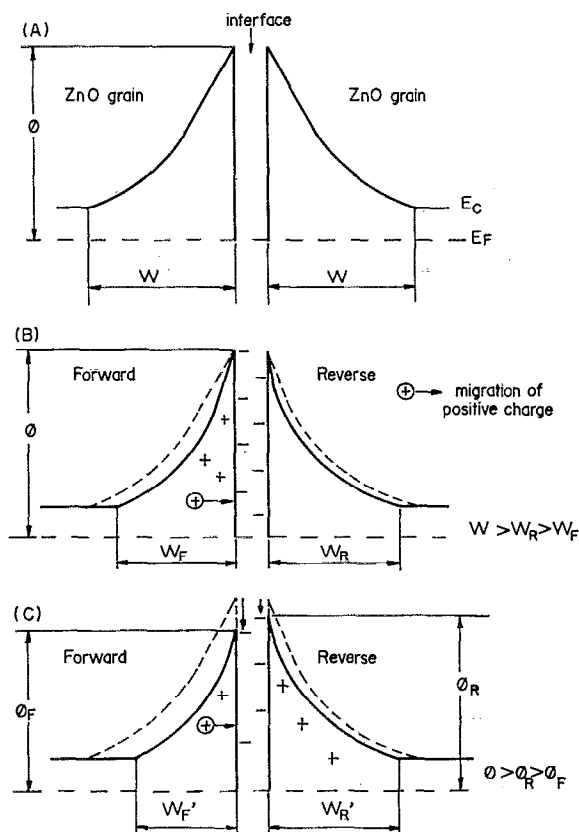 (A)
interface
ZnO grain
ZnO grain
Ø
E_C
E_F
W
W
(B)
Forward
Reverse
⊕→ migration of
positive charge
Ø
+
+
+
⊕→
W > W_R > W_F
W_F
W_R
(C)
Forward
Reverse
Ø_F
Ø_R
+
+
⊕→
+
+
Ø > Ø_R > Ø_F
W_F'
W_R'